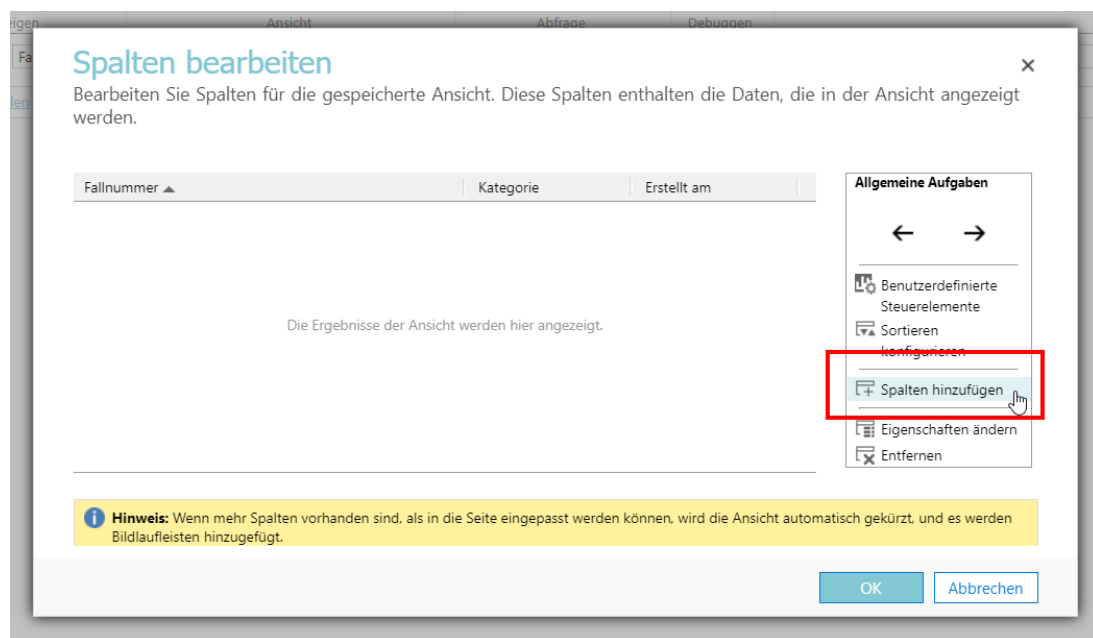 eigen Ansicht Abfrage Debuggen
Fa
len
Spalten bearbeiten
Bearbeiten Sie Spalten für die gespeicherte Ansicht. Diese Spalten enthalten die Daten, die in der Ansicht angezeigt
werden.
Fallnummer Kategorie Erstellt am
Die Ergebnisse der Ansicht werden hier angezeigt.
Allgemeine Aufgaben
Benutzerdefinierte
Steuerelemente
Sortieren
konfigurieren
Spalten hinzufügen
Eigenschaften ändern
Entfernen
Hinweis: Wenn mehr Spalten vorhanden sind, als in die Seite eingepasst werden können, wird die Ansicht automatisch gekürzt, und es werden
Bildlaufleisten hinzugefügt.
OK Abbrechen